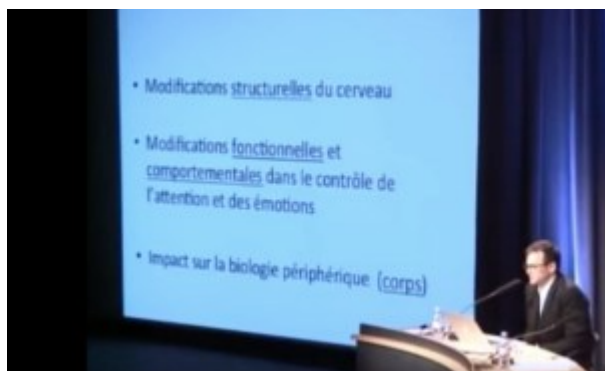 • Modifications structurelles du cerveau
• Modifications fonctionnelles et
comportementales dans le contrôle de
l'attention et des émotions
• Impact sur la biologie périphérique (corps)